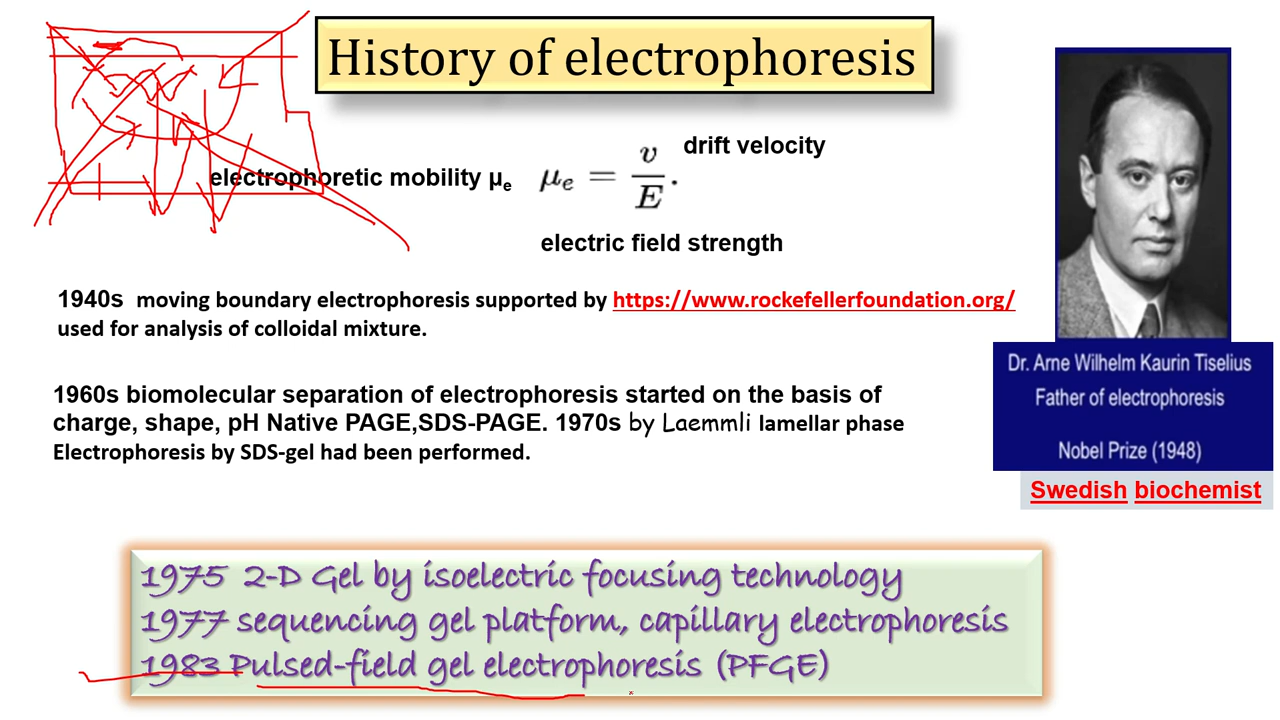 History of electrophoresis
drift velocity
electrophoretic mobility μe
μe = v/E.
electric field strength
1940s moving boundary electrophoresis supported by https://www.rockefellerfoundation.org/
used for analysis of colloidal mixture.
1960s biomolecular separation of electrophoresis started on the basis of
charge, shape, pH Native PAGE,SDS-PAGE. 1970s by Laemmli lamellar phase
Electrophoresis by SDS-gel had been performed.
Dr. Arne Wilhelm Kaurin Tiselius
Father of electrophoresis
Nobel Prize (1948)
Swedish biochemist
1975 2-D Gel by isoelectric focusing technology
1977 sequencing gel platform, capillary electrophoresis
1983 Pulsed-field gel electrophoresis (PFGE)